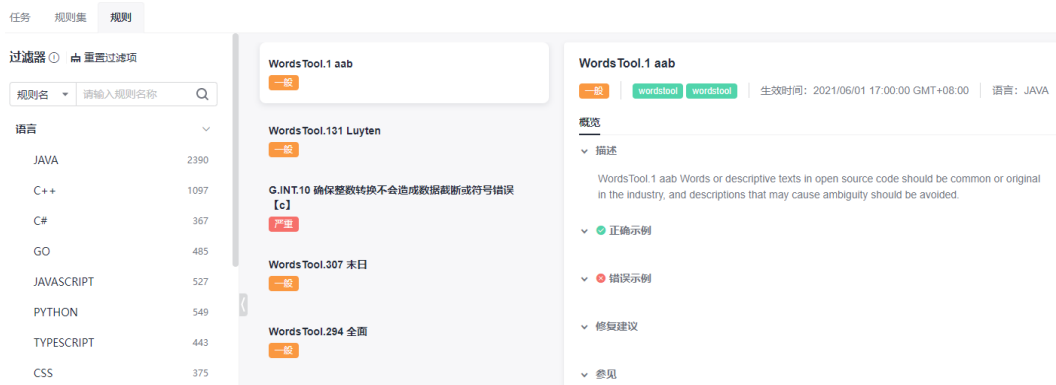 任务 规则集 规则
过滤器 重置过滤项
规则名 请输入规则名称
语言
JAVA 2390
C++ 1097
C# 367
GO 485
JAVASCRIPT 527
PYTHON 549
TYPESCRIPT 443
CSS 375
WordsTool.1 aab
一般
WordsTool.131 Luyten
一般
G.INT.10 确保整数转换不会造成数据截断或符号错误
【c】
严重
WordsTool.307 末日
一般
WordsTool.294 全面
一般
WordsTool.1 aab
一般 wordstool wordstool 生效时间：2021/06/01 17:00:00 GMT+08:00 语言：JAVA
概览
描述
WordsTool.1 aab Words or descriptive texts in open source code should be common or original
in the industry, and descriptions that may cause ambiguity should be avoided.
正确示例
错误示例
修复建议
参见